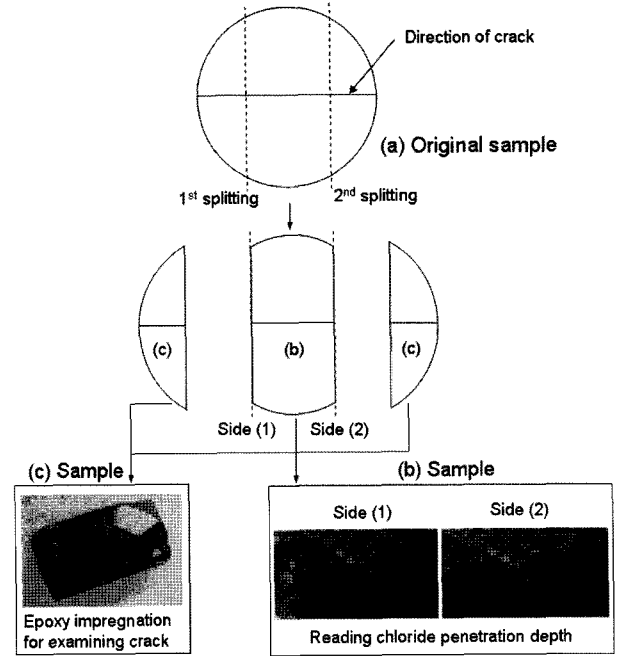 Direction of crack
(a) Original sample
1st splitting
2nd splitting
(c)
(b)
(c)
Side (1)
Side (2)
(c) Sample
(b) Sample
Side (1)
Side (2)
Epoxy impregnation
for examining crack
Reading chloride penetration depth